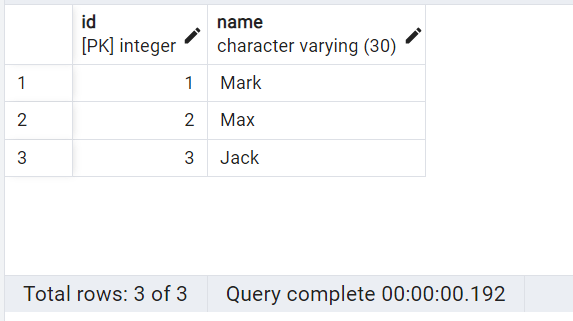 id name
[PK] integer character varying (30)
1 1 Mark
2 2 Max
3 3 Jack
Total rows: 3 of 3 Query complete 00:00:00.192